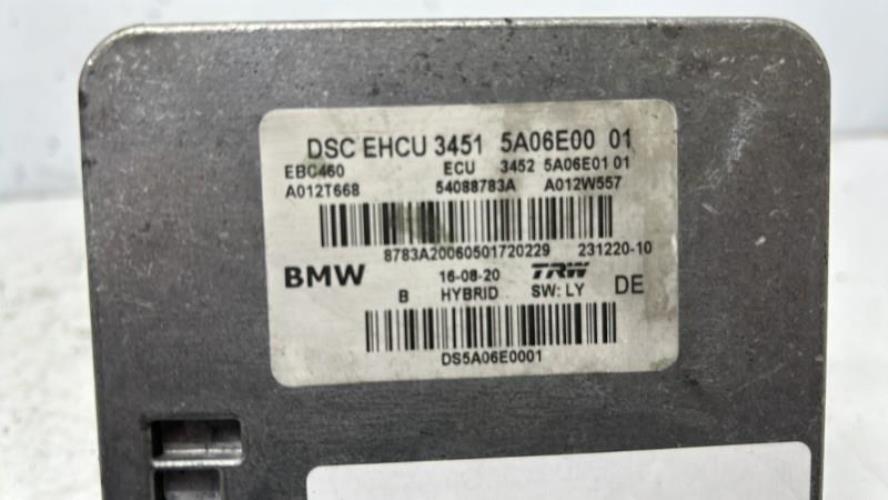 DSC EHCU 3451 5A06E00 01
EBC460 ECU 3452 5A06E01 01
A012T668 54088783A A012W557
8783A20060501720229 231220-10
BMW 16-08-20 TRW
B HYBRID SW: LY DE
DS5A06E0001